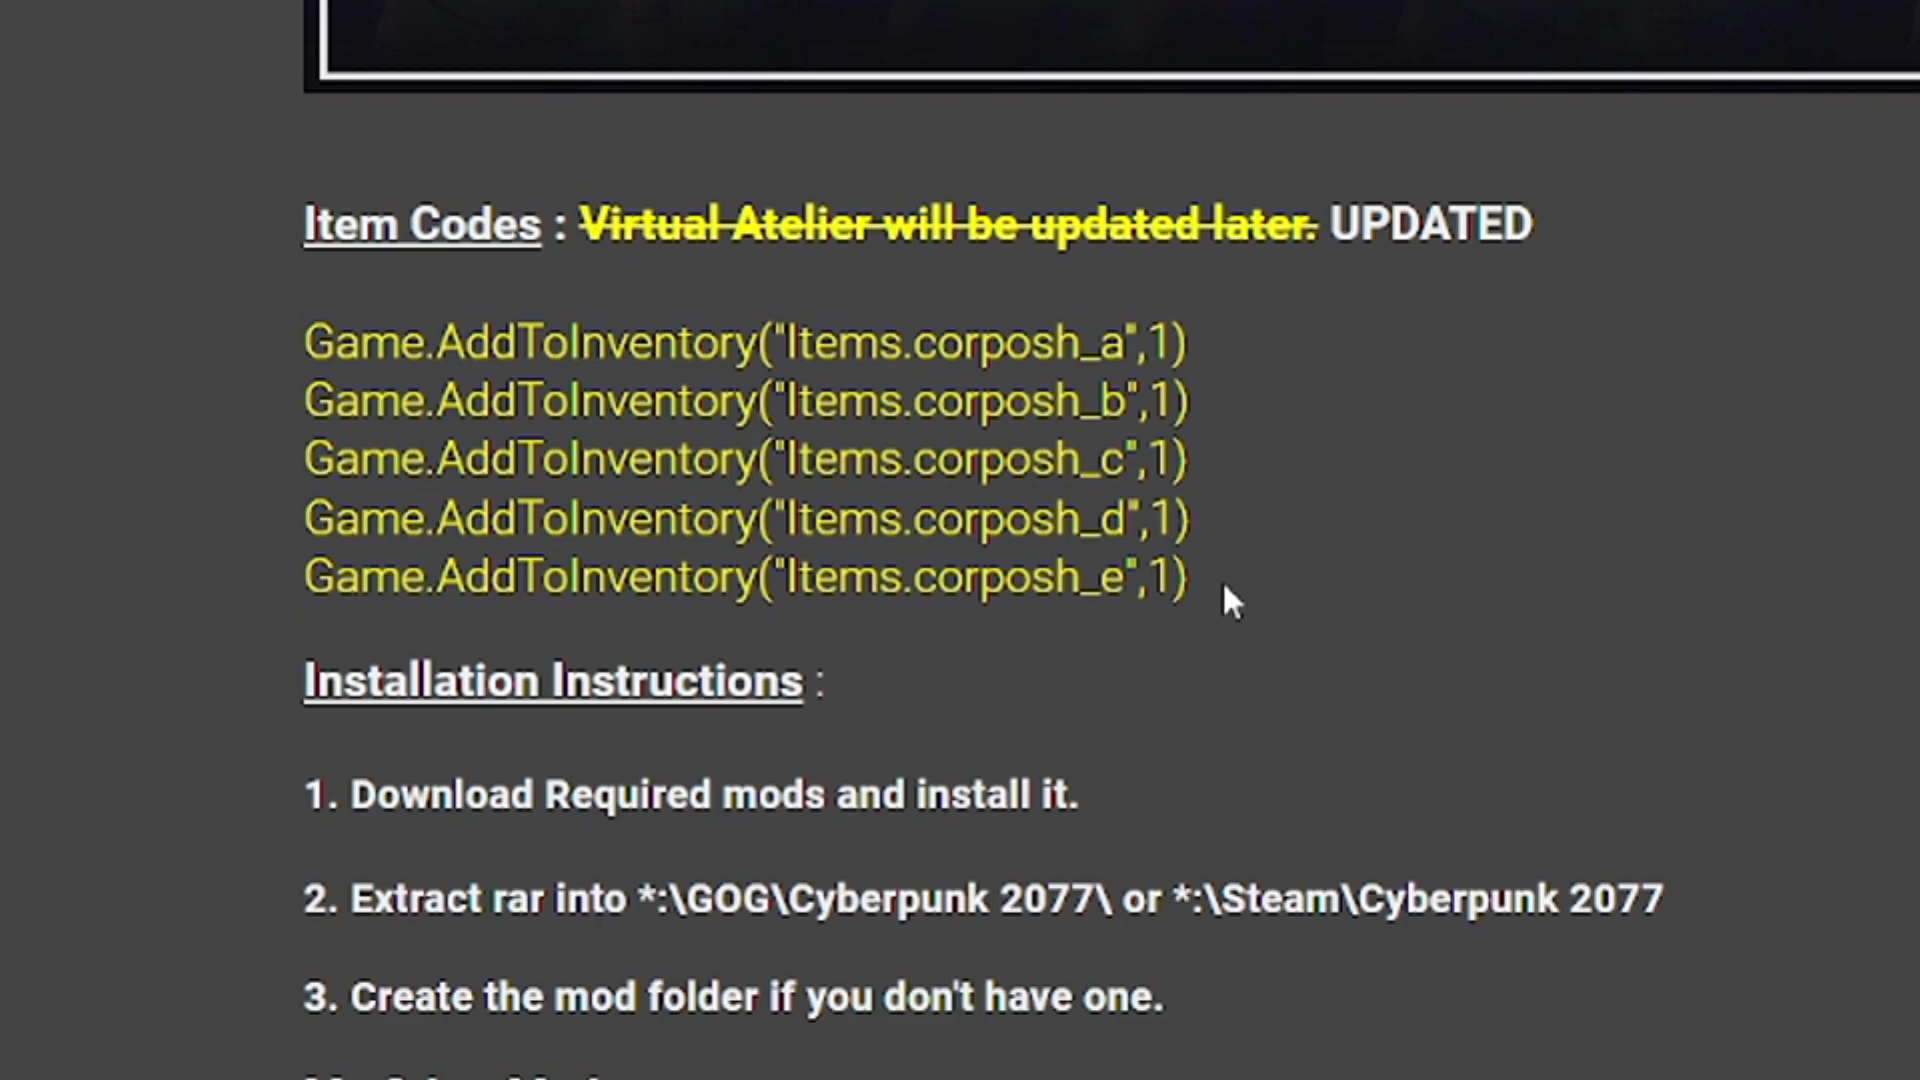 Item Codes : Virtual Atelier will be updated later. UPDATED
Game.AddToInventory("Items.corposh_a",1)
Game.AddToInventory("Items.corposh_b",1)
Game.AddToInventory("Items.corposh_c",1)
Game.AddToInventory("Items.corposh_d",1)
Game.AddToInventory("Items.corposh_e",1)
Installation Instructions :
1. Download Required mods and install it.
2. Extract rar into *:\GOG\Cyberpunk 2077\ or *:\Steam\Cyberpunk 2077
3. Create the mod folder if you don't have one.